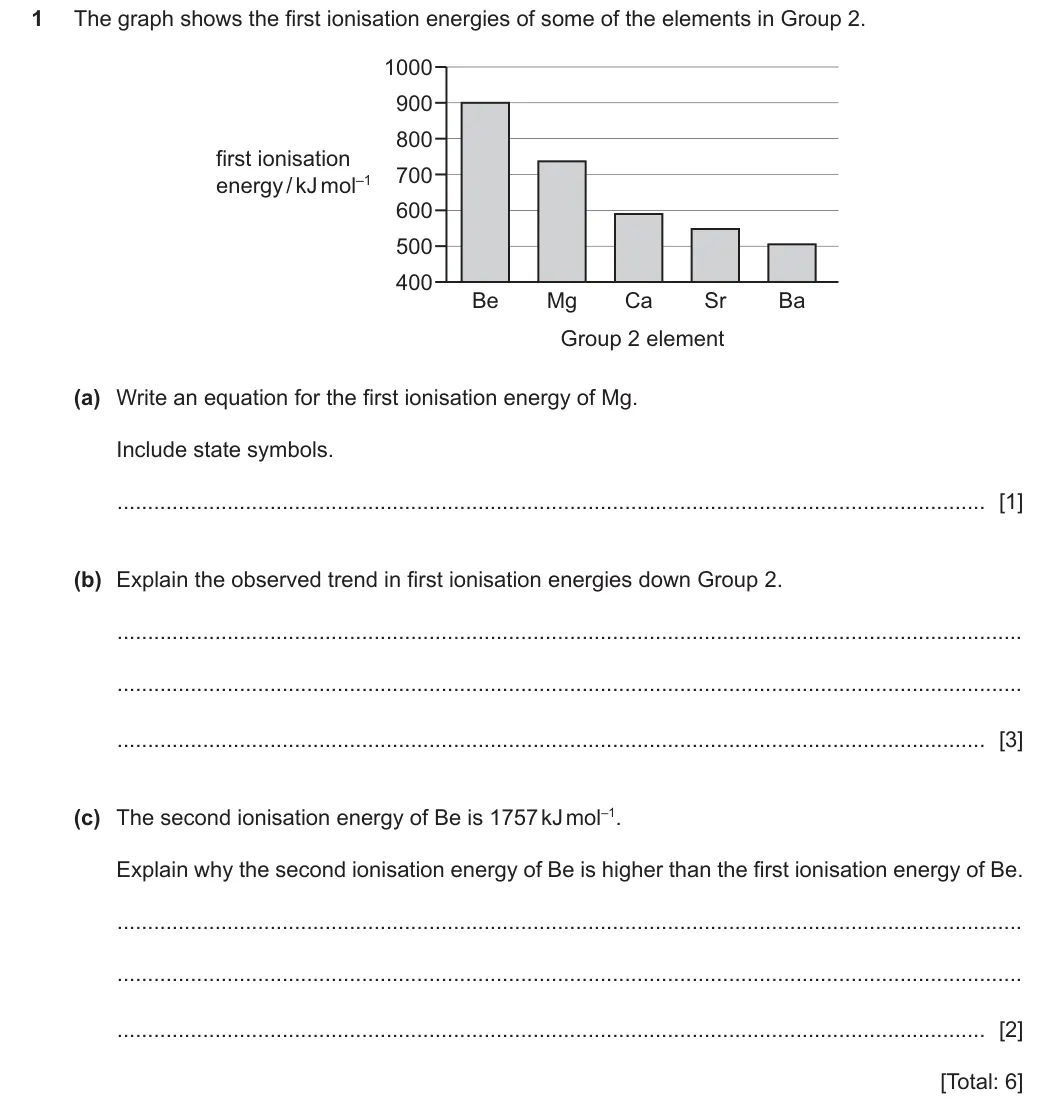 1 The graph shows the first ionisation energies of some of the elements in Group 2.
1000
900
800
700
600
500
400
first ionisation
energy / kJ mol⁻¹
Be Mg Ca Sr Ba
Group 2 element
(a) Write an equation for the first ionisation energy of Mg.
Include state symbols.
.............................................................................................................................................. [1]
(b) Explain the observed trend in first ionisation energies down Group 2.
....................................................................................................................................................
....................................................................................................................................................
.............................................................................................................................................. [3]
(c) The second ionisation energy of Be is 1757 kJ mol⁻¹.
Explain why the second ionisation energy of Be is higher than the first ionisation energy of Be.
....................................................................................................................................................
....................................................................................................................................................
.............................................................................................................................................. [2]
[Total: 6]